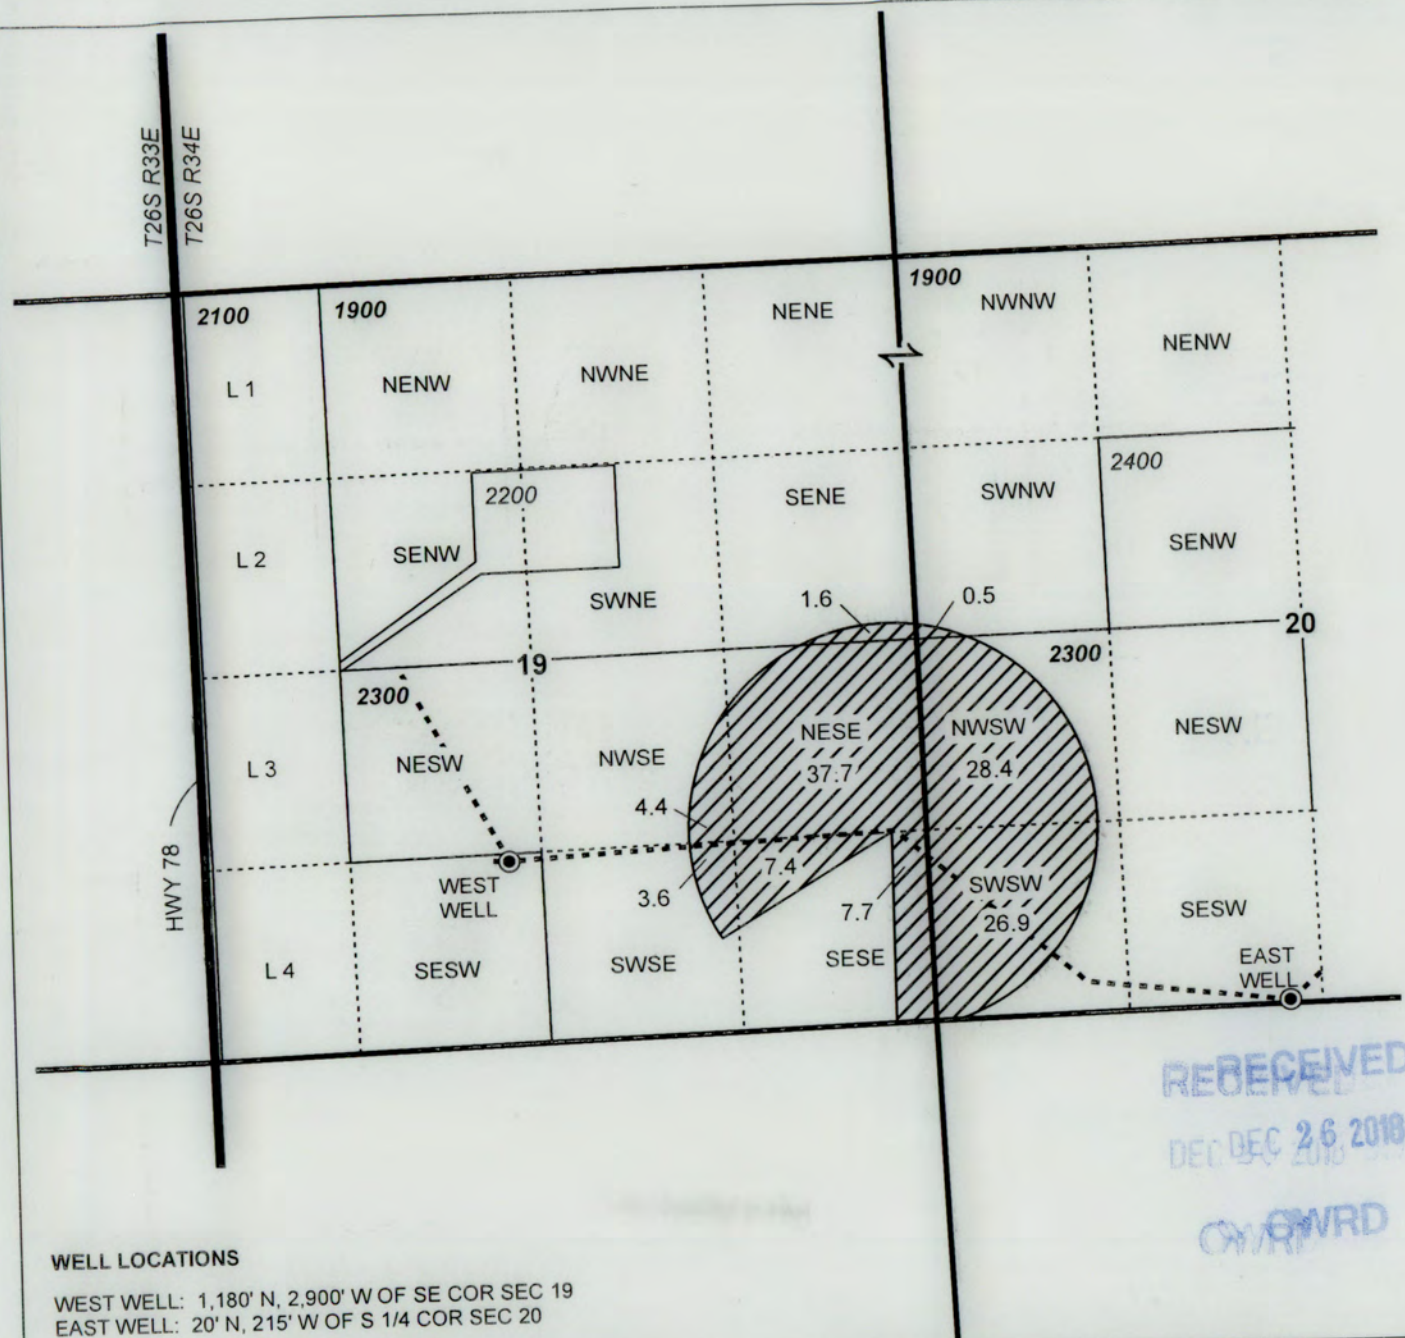 T26S R33E
T26S R34E
2100
1900
NENE
1900
NWNW
NENW
L 1
NENW
NWNE
2400
2200
SENE
SWNW
L 2
SENW
SENW
SWNE
1.6
0.5
19
2300
20
2300
L 3
NESW
NWSE
NESE
37.7
NWSW
28.4
NESW
4.4
HWY 78
WEST
WELL
3.6
7.4
7.7
SWSW
26.9
SESW
L 4
SESW
SWSE
SESE
EAST
WELL
RECEIVED
DEC 26 2018
OWRD
WELL LOCATIONS
WEST WELL: 1,180' N, 2,900' W OF SE COR SEC 19
EAST WELL: 20' N, 215' W OF S 1/4 COR SEC 20